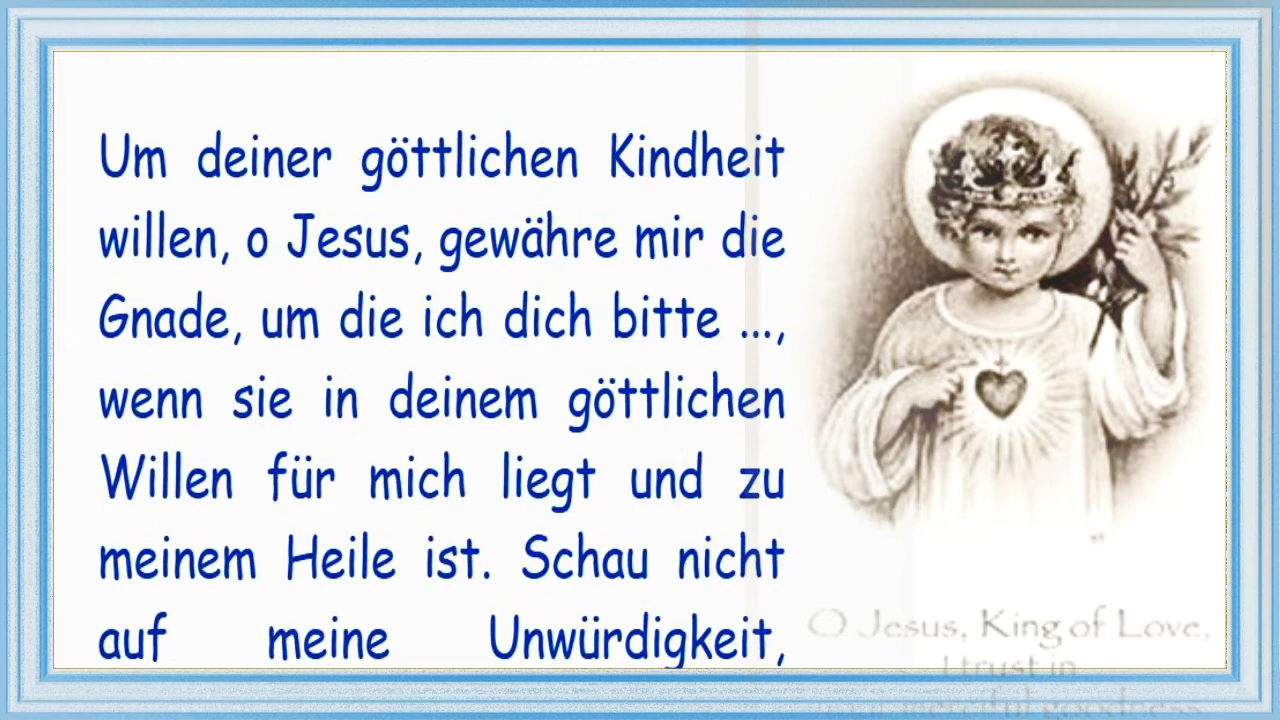 Um deiner göttlichen Kindheit
willen, o Jesus, gewähre mir die
Gnade, um die ich dich bitte ...,
wenn sie in deinem göttlichen
Willen für mich liegt und zu
meinem Heile ist. Schau nicht
auf meine Unwürdigkeit,
O Jesus, King of Love,
I trust in
merciful goodness